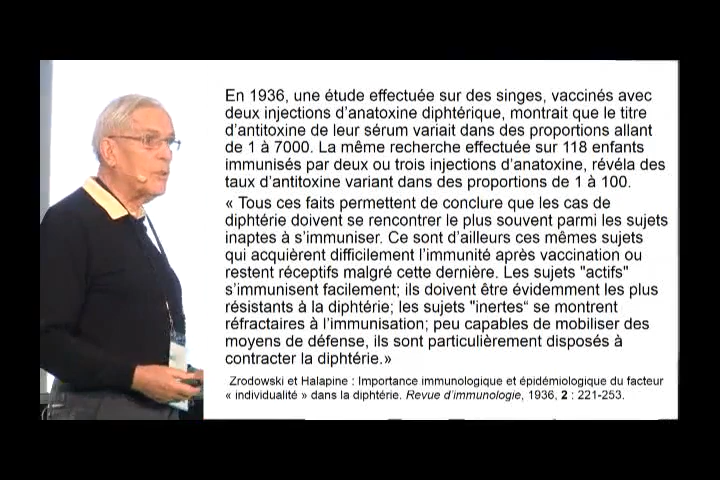 En 1936, une étude effectuée sur des singes, vaccinés avec
deux injections d’anatoxine diphtérique, montrait que le titre
d’antitoxine de leur sérum variait dans des proportions allant
de 1 à 7000. La même recherche effectuée sur 118 enfants
immunisés par deux ou trois injections d’anatoxine, révéla des
taux d’antitoxine variant dans des proportions de 1 à 100.
« Tous ces faits permettent de conclure que les cas de
diphtérie doivent se rencontrer le plus souvent parmi les sujets
inaptes à s’immuniser. Ce sont d’ailleurs ces mêmes sujets
qui acquièrent difficilement l’immunité après vaccination ou
restent réceptifs malgré cette dernière. Les sujets "actifs"
s’immunisent facilement; ils doivent être évidemment les plus
résistants à la diphtérie; les sujets "inertes“ se montrent
réfractaires à l’immunisation; peu capables de mobiliser des
moyens de défense, ils sont particulièrement disposés à
contracter la diphtérie.»
Zrodowski et Halapine : Importance immunologique et épidémiologique du facteur
« individualité » dans la diphtérie. Revue d’immunologie, 1936, 2 : 221-253.